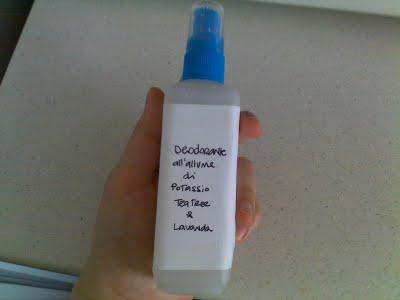 Deodorante
all'allume
di
Potassio
Tea Tree
&
Lavanda